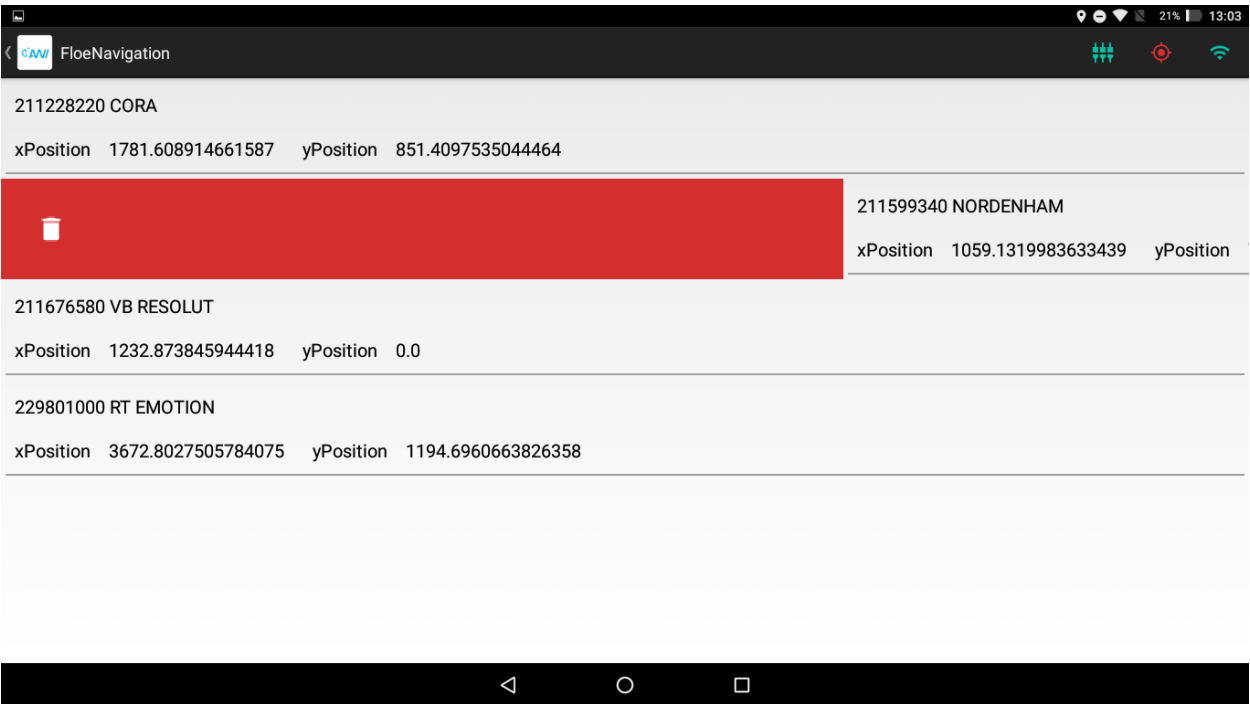 21% 13:03
FloeNavigation
211228220 CORA
xPosition 1781.608914661587 yPosition 851.4097535044464
211599340 NORDENHAM
xPosition 1059.1319983633439 yPosition
211676580 VB RESOLUT
xPosition 1232.873845944418 yPosition 0.0
229801000 RT EMOTION
xPosition 3672.8027505784075 yPosition 1194.6960663826358